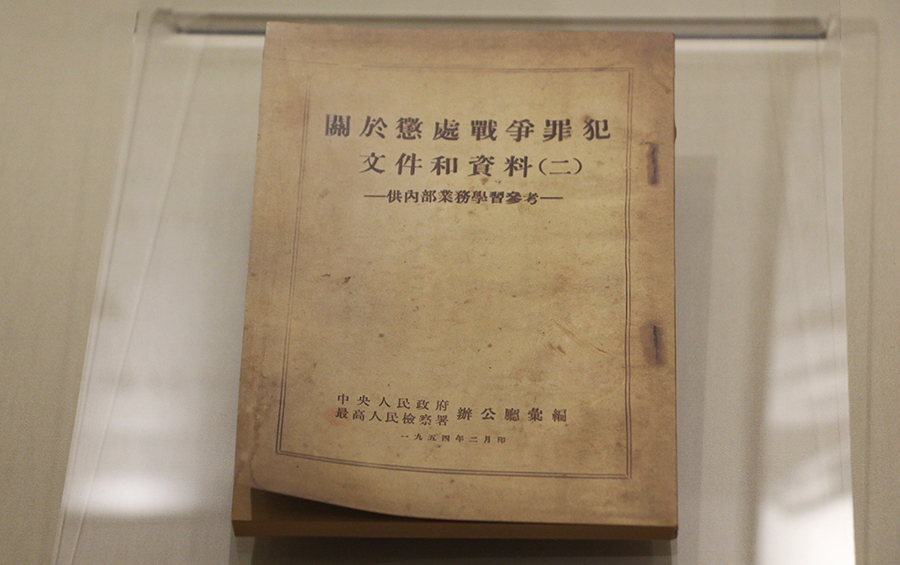 關於懲處戰爭罪犯
文件和資料(二)
—供內部業務學習參考—
中央人民政府
最高人民檢察署 辦公廳彙編
一九五四年二月印